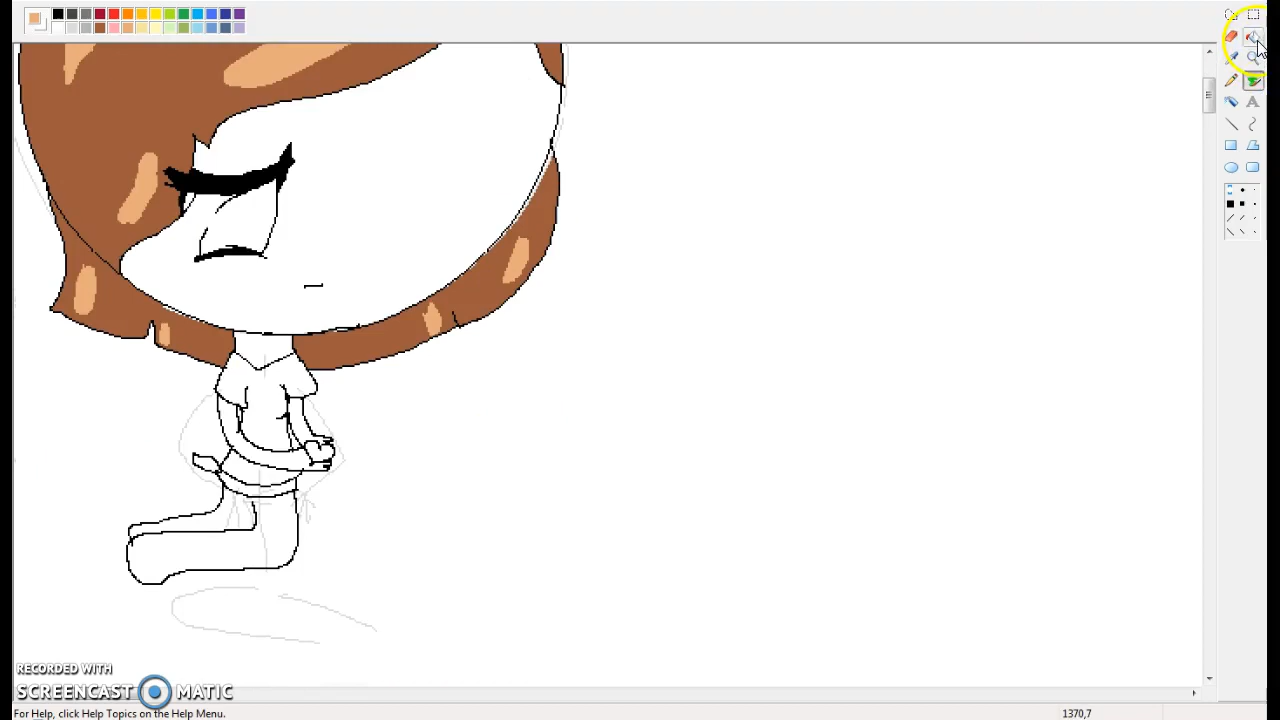 A
RECORDED WITH
SCREENCAST MATIC
For Help, click Help Topics on the Help Menu.
1370,7